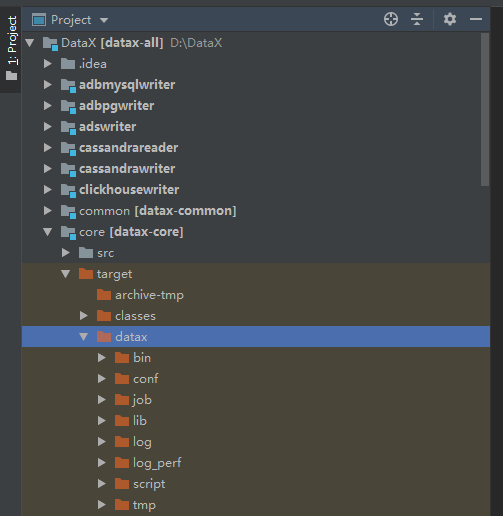 Project
1: Project
DataX [datax-all] D:\DataX
.idea
adbmysqlwriter
adbpgwriter
adswriter
cassandrareader
cassandrawriter
clickhousewriter
common [datax-common]
core [datax-core]
src
target
archive-tmp
classes
datax
bin
conf
job
lib
log
log_perf
script
tmp